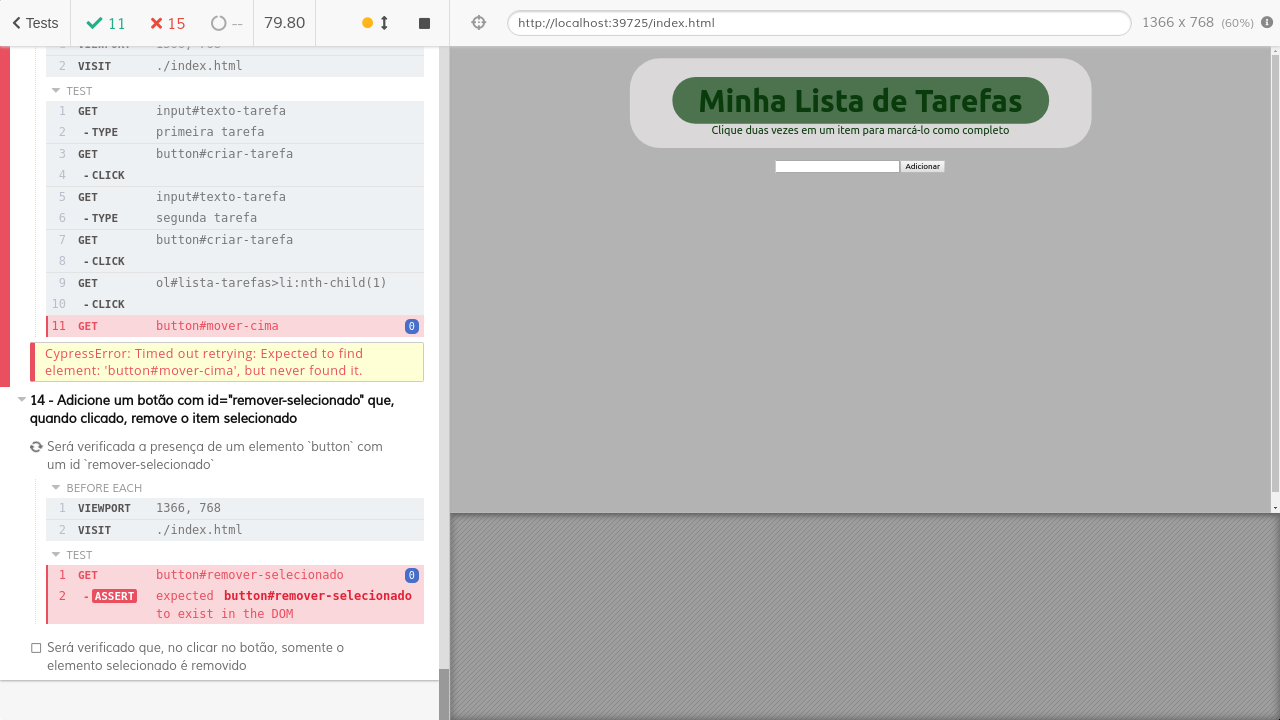 Tests 11 15 -- 79.80
http://localhost:39725/index.html 1366 x 768 (60%)
1 VIEWPORT 1366, 768
2 VISIT ./index.html
TEST
1 GET input#texto-tarefa
2 - TYPE primeira tarefa
3 GET button#criar-tarefa
4 - CLICK
5 GET input#texto-tarefa
6 - TYPE segunda tarefa
7 GET button#criar-tarefa
8 - CLICK
9 GET ol#lista-tarefas>li:nth-child(1)
10 - CLICK
11 GET button#mover-cima 0
CypressError: Timed out retrying: Expected to find
element: 'button#mover-cima', but never found it.
14 - Adicione um botão com id="remover-selecionado" que,
quando clicado, remove o item selecionado
Será verificada a presença de um elemento `button` com
um id `remover-selecionado`
BEFORE EACH
1 VIEWPORT 1366, 768
2 VISIT ./index.html
TEST
1 GET button#remover-selecionado 0
2 - ASSERT expected button#remover-selecionado
to exist in the DOM
Será verificado que, no clicar no botão, somente o
elemento selecionado é removido
Minha Lista de Tarefas
Clique duas vezes em um item para marcá-lo como completo
Adicionar